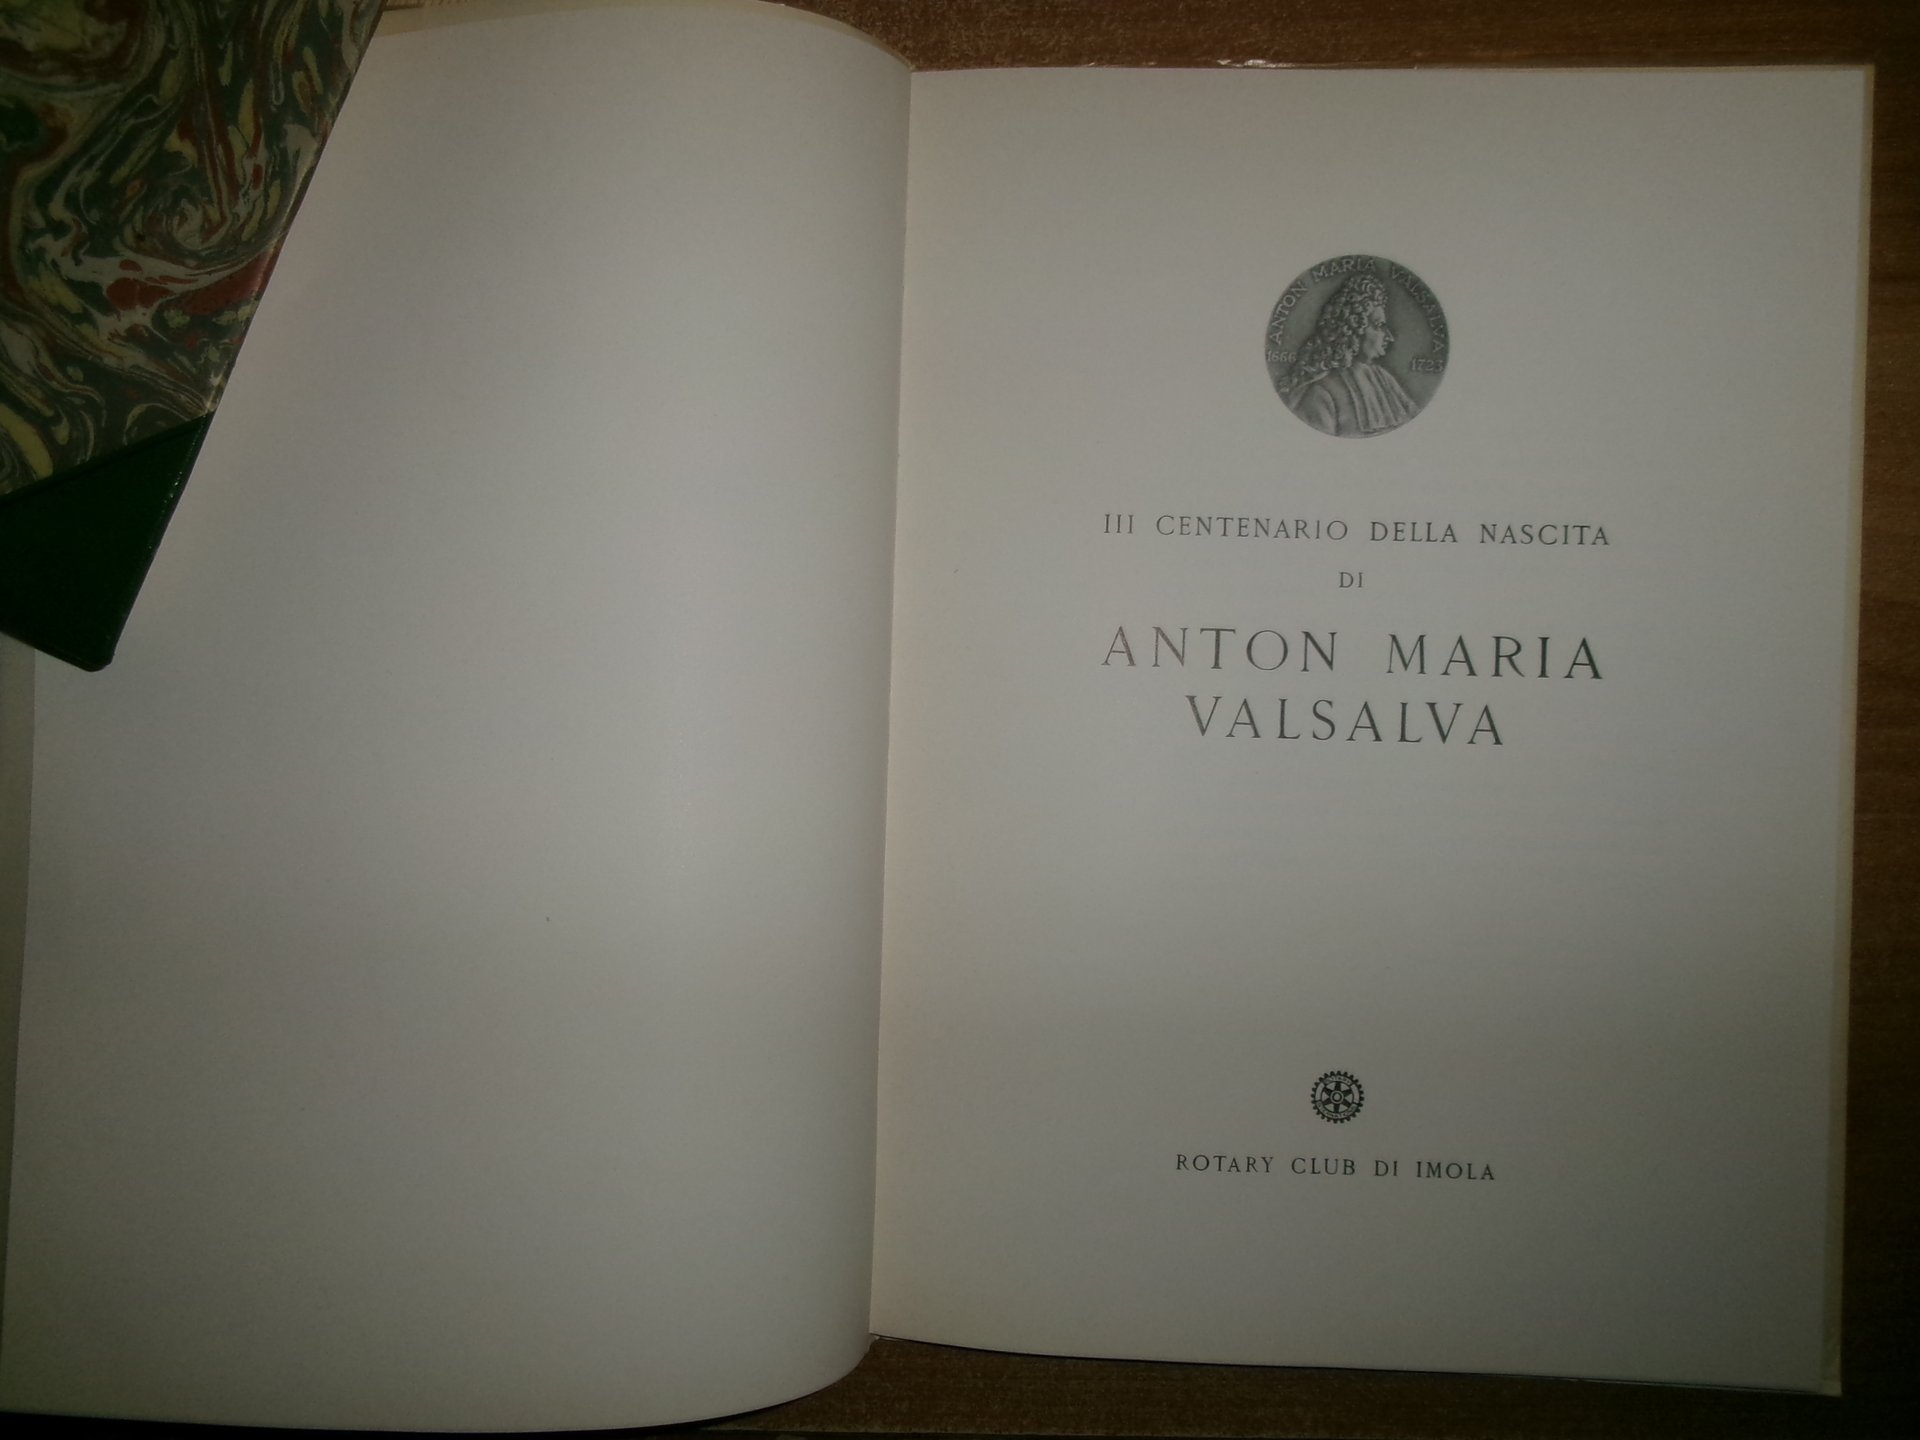 ANTON MARIA VALSALVA
1666 1723
III CENTENARIO DELLA NASCITA
DI
ANTON MARIA
VALSALVA
ROTARY CLUB DI IMOLA